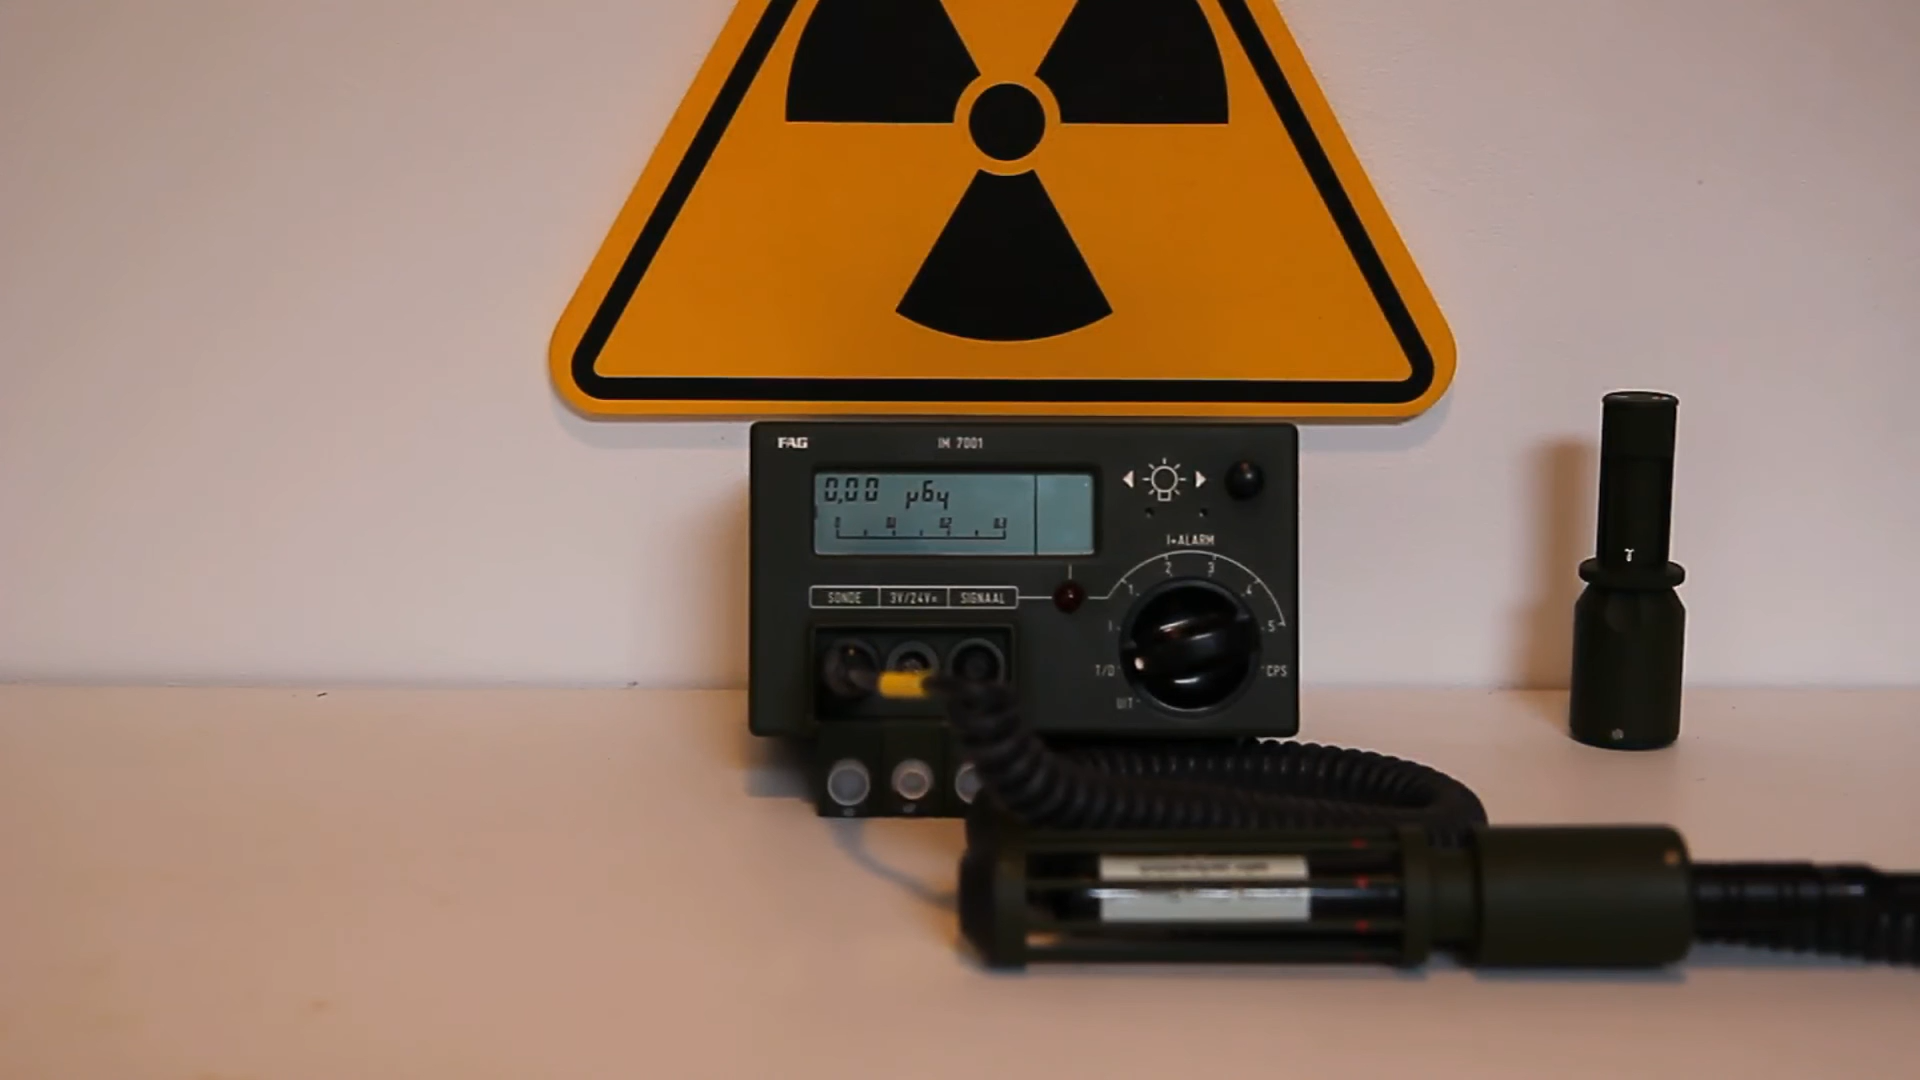 FAG IM 7001
0,00 µGy
I+ALARM
1 2 3 4 5
SONDE 3V/24V= SIGNAAL
I
T/D CPS
UIT
γ